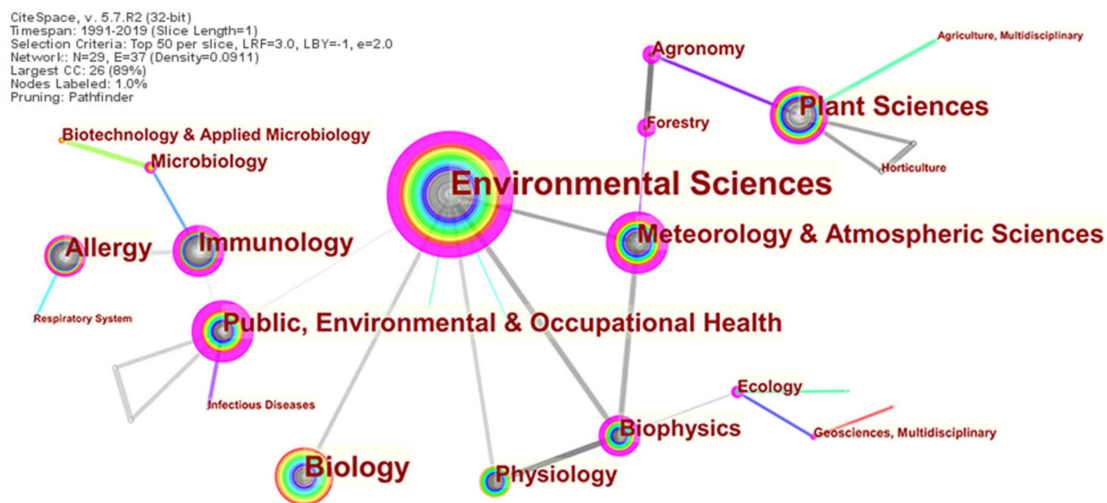 CiteSpace, v. 5.7.R2 (32-bit)
Timespan: 1991-2019 (Slice Length=1)
Selection Criteria: Top 50 per slice, LRF=3.0, LBY=-1, e=2.0
Network: N=29, E=37 (Density=0.0911)
Largest CC: 26 (89%)
Nodes Labeled: 1.0%
Pruning: Pathfinder
Agriculture, Multidisciplinary
Agronomy
Plant Sciences
Forestry
Biotechnology & Applied Microbiology
Microbiology
Horticulture
Environmental Sciences
Meteorology & Atmospheric Sciences
Immunology
Allergy
Respiratory System
Public, Environmental & Occupational Health
Ecology
Infectious Diseases
Biophysics
Geosciences, Multidisciplinary
Biology
Physiology